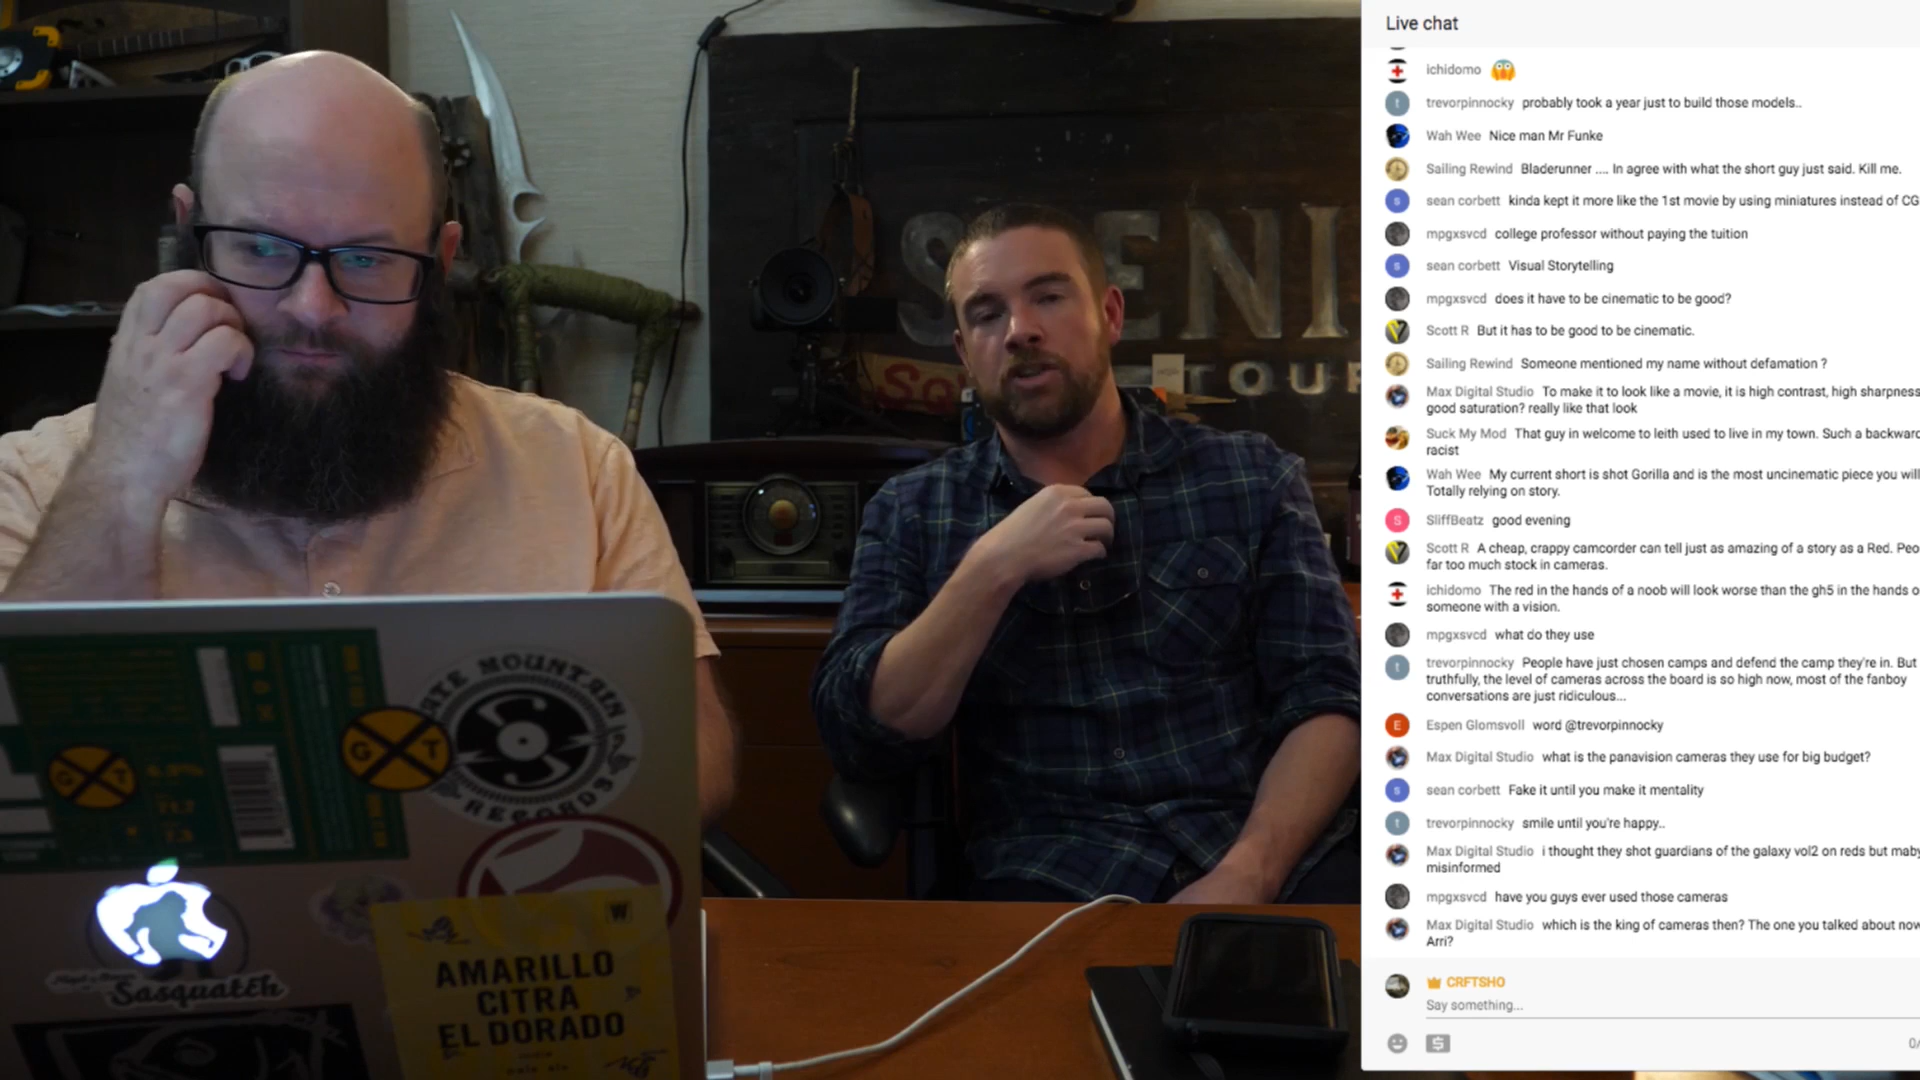 Live chat
ichidomo
trevorpinnocky probably took a year just to build those models..
Wah Wee Nice man Mr Funke
Sailing Rewind Bladerunner .... In agree with what the short guy just said. Kill me.
sean corbett kinda kept it more like the 1st movie by using miniatures instead of CG
mpgxsvcd college professor without paying the tuition
sean corbett Visual Storytelling
mpgxsvcd does it have to be cinematic to be good?
Scott R But it has to be good to be cinematic.
Sailing Rewind Someone mentioned my name without defamation ?
Max Digital Studio To make it to look like a movie, it is high contrast, high sharpness
good saturation? really like that look
Suck My Mod That guy in welcome to leith used to live in my town. Such a backward
racist
Wah Wee My current short is shot Gorilla and is the most uncinematic piece you will
Totally relying on story.
SliffBeatz good evening
Scott R A cheap, crappy camcorder can tell just as amazing of a story as a Red. Peo
far too much stock in cameras.
ichidomo The red in the hands of a noob will look worse than the gh5 in the hands o
someone with a vision.
mpgxsvcd what do they use
trevorpinnocky People have just chosen camps and defend the camp they're in. But
truthfully, the level of cameras across the board is so high now, most of the fanboy
conversations are just ridiculous...
Espen Glomsvoll word @trevorpinnocky
Max Digital Studio what is the panavision cameras they use for big budget?
sean corbett Fake it until you make it mentality
trevorpinnocky smile until you're happy..
Max Digital Studio i thought they shot guardians of the galaxy vol2 on reds but maby
misinformed
mpgxsvcd have you guys ever used those cameras
Max Digital Studio which is the king of cameras then? The one you talked about now
Arri?
CRFTSHO
Say something...
0/
SENI
TOUR
G T
G T
ATE MOUNTAIN
RECORDS
Sasquatch
W
AMARILLO
CITRA
EL DORADO